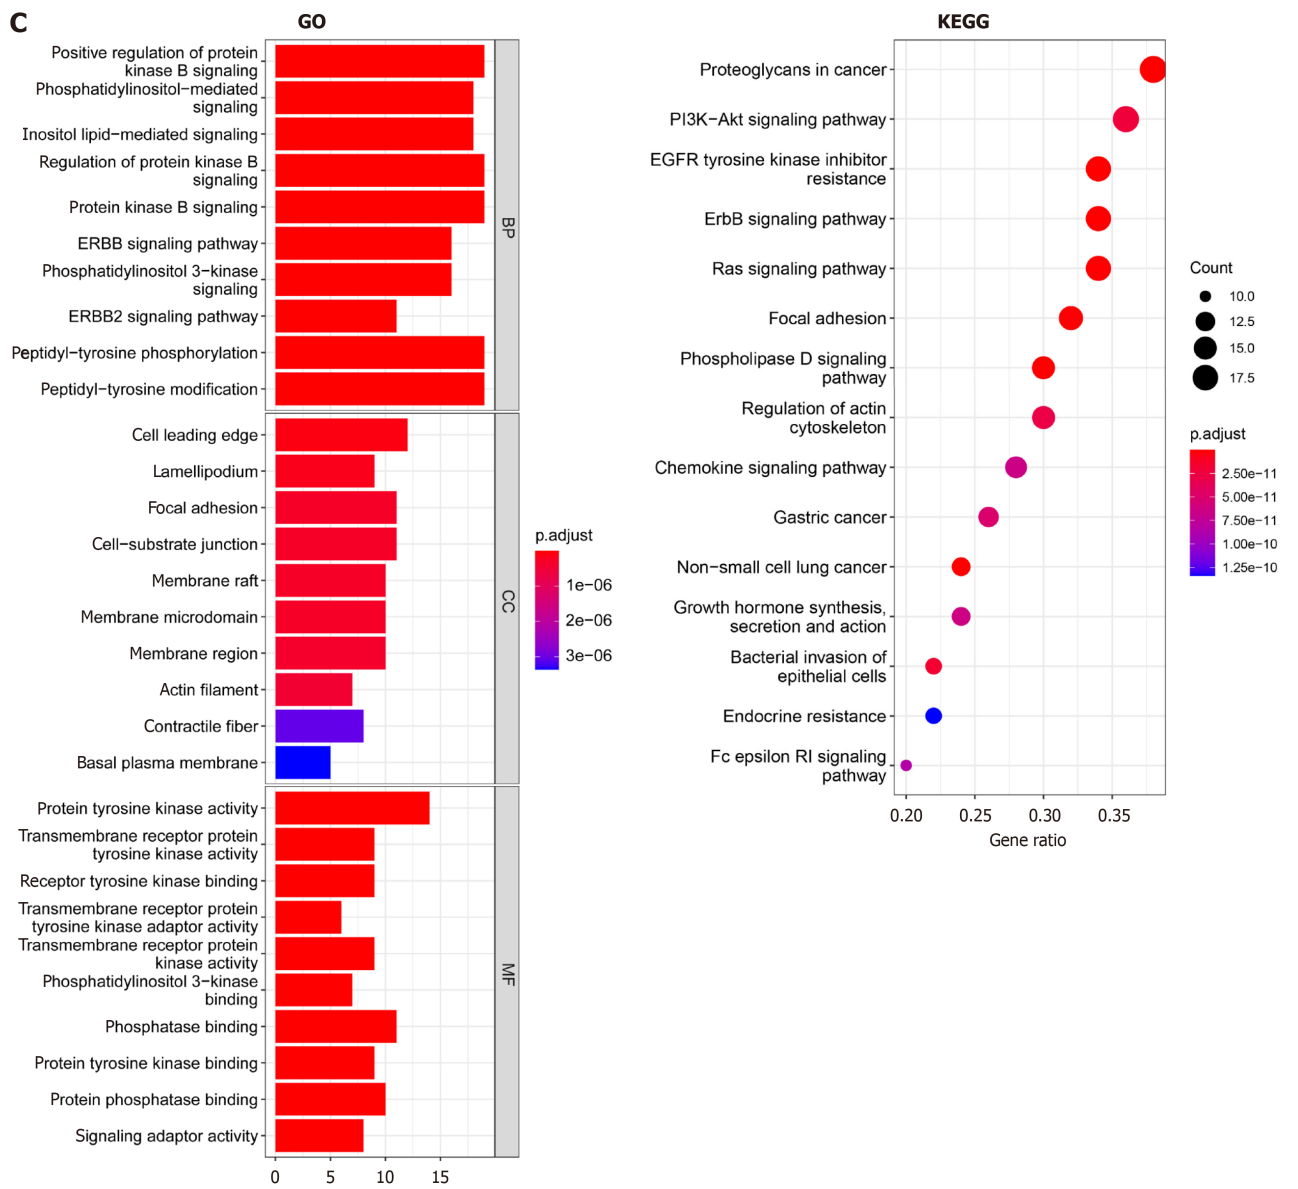 C
GO
Positive regulation of protein
kinase B signaling
Phosphatidylinositol−mediated
signaling
Inositol lipid−mediated signaling
Regulation of protein kinase B
signaling
Protein kinase B signaling
ERBB signaling pathway
Phosphatidylinositol 3−kinase
signaling
ERBB2 signaling pathway
Peptidyl−tyrosine phosphorylation
Peptidyl−tyrosine modification
BP
Cell leading edge
Lamellipodium
Focal adhesion
Cell−substrate junction
Membrane raft
Membrane microdomain
Membrane region
Actin filament
Contractile fiber
Basal plasma membrane
CC
Protein tyrosine kinase activity
Transmembrane receptor protein
tyrosine kinase activity
Receptor tyrosine kinase binding
Transmembrane receptor protein
tyrosine kinase adaptor activity
Transmembrane receptor protein
kinase activity
Phosphatidylinositol 3−kinase
binding
Phosphatase binding
Protein tyrosine kinase binding
Protein phosphatase binding
Signaling adaptor activity
MF
0 5 10 15
p.adjust
1e−06
2e−06
3e−06
KEGG
Proteoglycans in cancer
PI3K−Akt signaling pathway
EGFR tyrosine kinase inhibitor
resistance
ErbB signaling pathway
Ras signaling pathway
Focal adhesion
Phospholipase D signaling
pathway
Regulation of actin
cytoskeleton
Chemokine signaling pathway
Gastric cancer
Non−small cell lung cancer
Growth hormone synthesis,
secretion and action
Bacterial invasion of
epithelial cells
Endocrine resistance
Fc epsilon RI signaling
pathway
0.20 0.25 0.30 0.35
Gene ratio
Count
10.0
12.5
15.0
17.5
p.adjust
2.50e−11
5.00e−11
7.50e−11
1.00e−10
1.25e−10